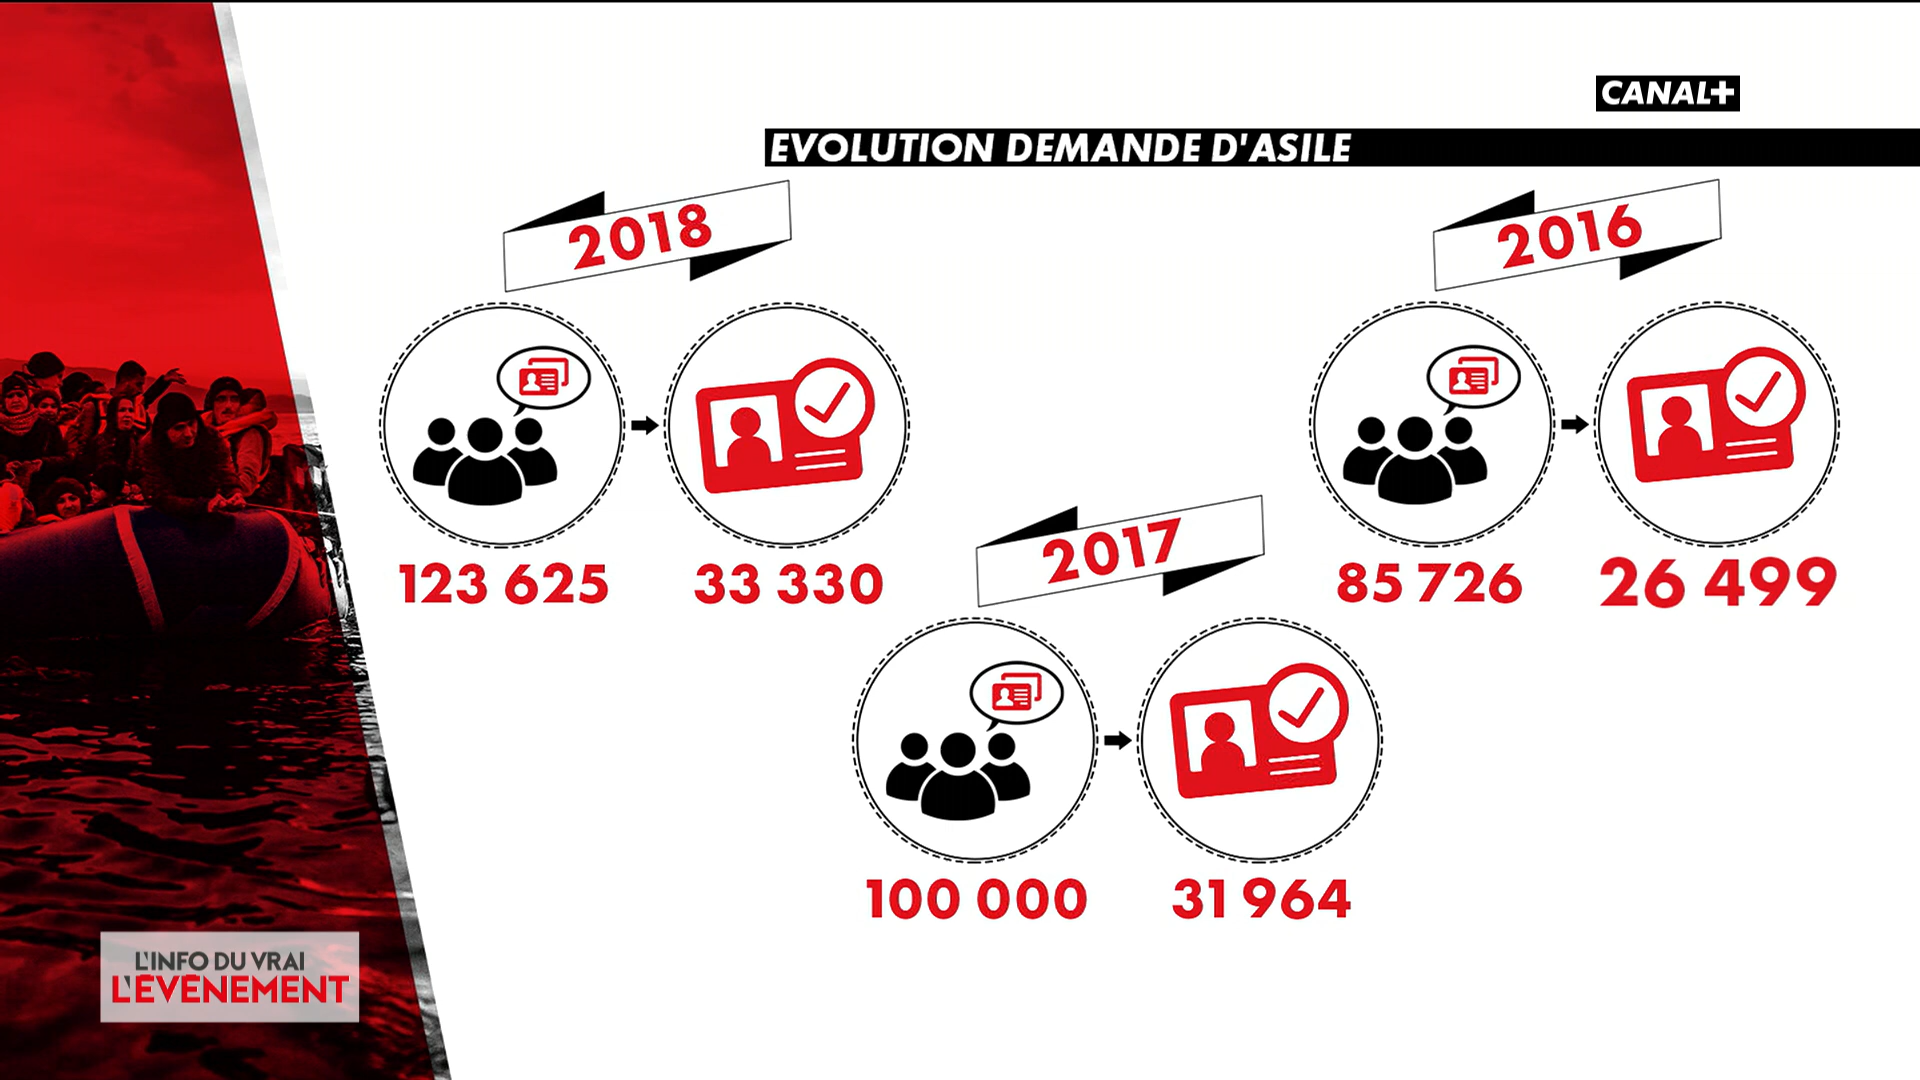 CANAL+
EVOLUTION DEMANDE D'ASILE
2018
123 625
33 330
2017
100 000
31 964
2016
85 726
26 499
L'INFO DU VRAI
L'ÉVÉNEMENT